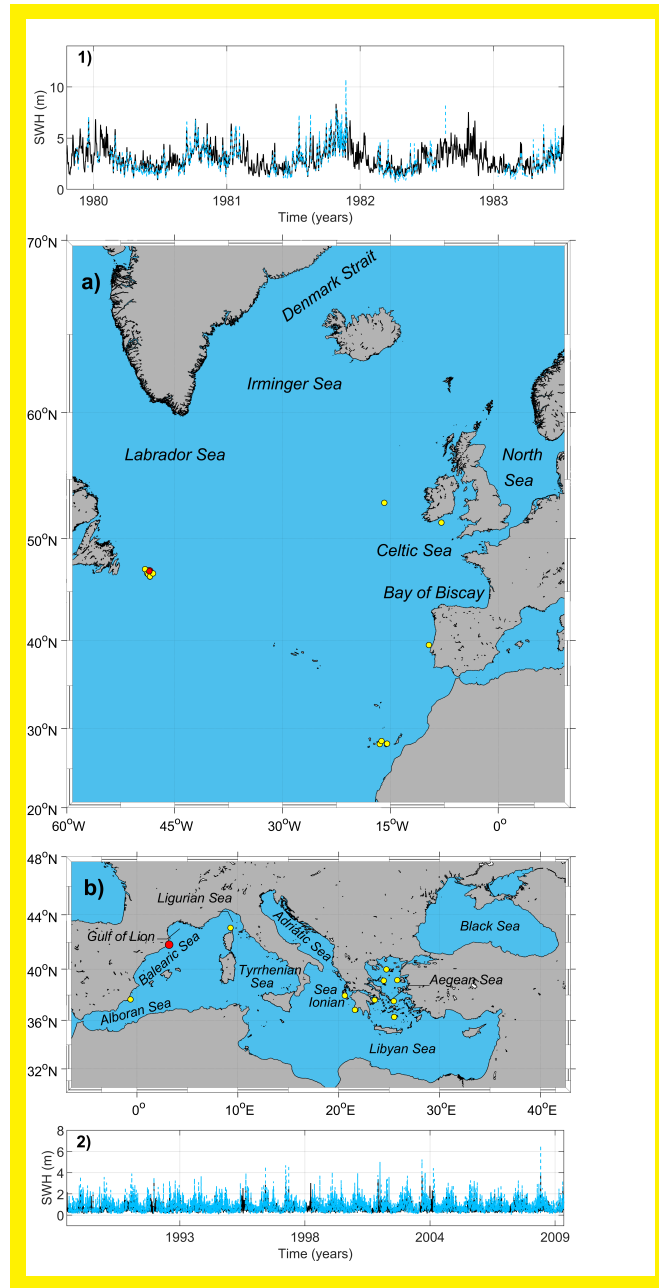 1)
SWH (m)
10
5
0
1980
1981
1982
1983
Time (years)
70°N
a)
Denmark Strait
Irminger Sea
60°N
Labrador Sea
North
Sea
50°N
Celtic Sea
Bay of Biscay
40°N
30°N
20°N
60°W
45°W
30°W
15°W
0°
48°N
b)
Ligurian Sea
44°N
Gulf of Lion
Balearic Sea
Adriatic Sea
Black Sea
40°N
Tyrrhenian
Sea
Sea
Ionian
Aegean Sea
Alboran Sea
36°N
Libyan Sea
32°N
0°
10°E
20°E
30°E
40°E
2)
SWH (m)
8
6
4
2
0
1993
1998
2004
2009
Time (years)